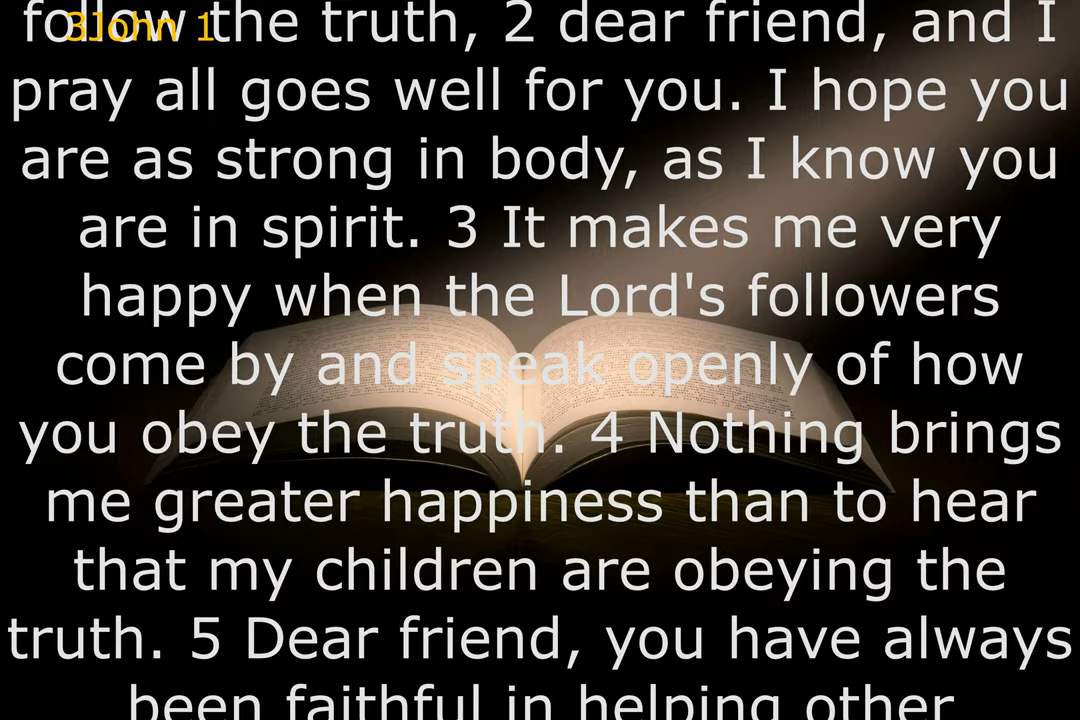 3John 1
follow the truth, 2 dear friend, and I
pray all goes well for you. I hope you
are as strong in body, as I know you
are in spirit. 3 It makes me very
happy when the Lord's followers
come by and speak openly of how
you obey the truth. 4 Nothing brings
me greater happiness than to hear
that my children are obeying the
truth. 5 Dear friend, you have always
been faithful in helping other